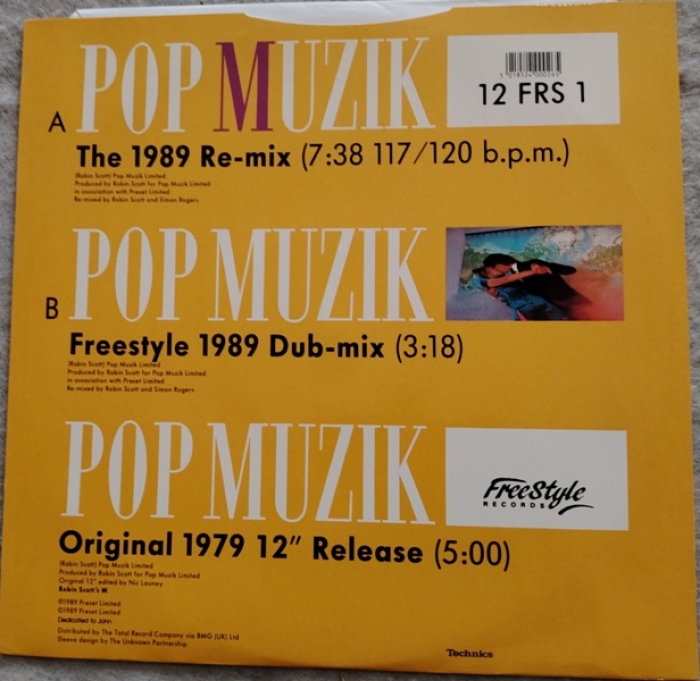 A POP MUZIK
5 018524 000263
12 FRS 1
The 1989 Re-mix (7:38 117/120 b.p.m.)
(Robin Scott) Pop Muzik Limited
Produced by Robin Scott for Pop Muzik Limited
in association with Preset Limited
Re-mixed by Robin Scott and Simon Rogers
B POP MUZIK
Freestyle 1989 Dub-mix (3:18)
(Robin Scott) Pop Muzik Limited
Produced by Robin Scott for Pop Muzik Limited
in association with Preset Limited
Re-mixed by Robin Scott and Simon Rogers
POP MUZIK
FreeStyle
RECORDS
Original 1979 12" Release (5:00)
(Robin Scott) Pop Muzik Limited
Produced by Robin Scott for Pop Muzik Limited
Original 12" edited by Nic Launey
Robin Scott's M
℗1989 Preset Limited
©1989 Preset Limited
Dedicated to John
Distributed by The Total Record Company via BMG (UK) Ltd
Sleeve design by The Unknown Partnership
Technics